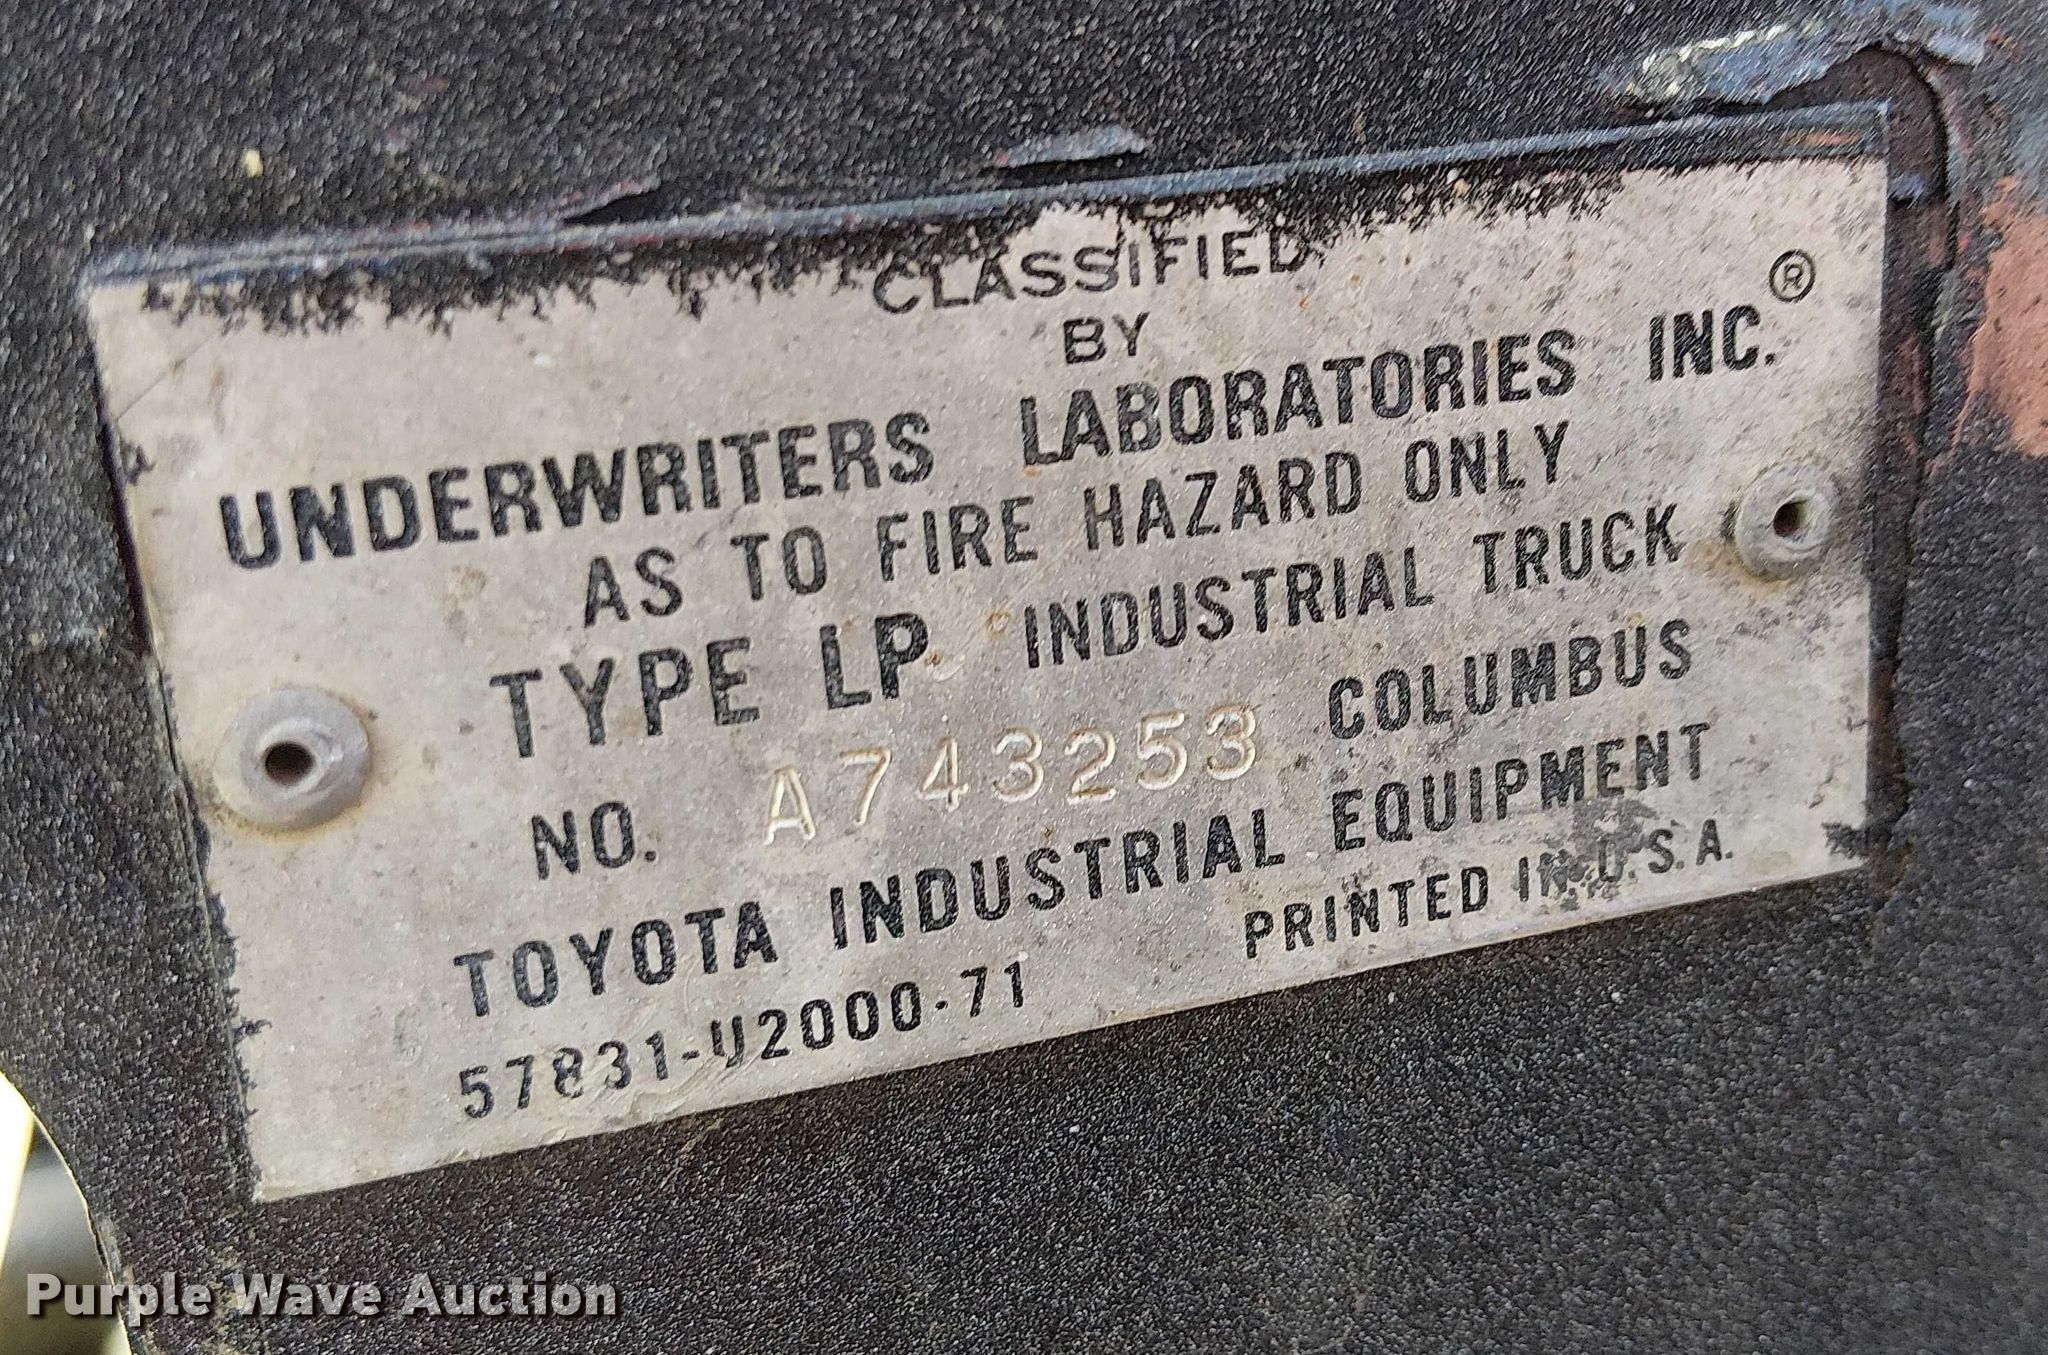 CLASSIFIED
BY
UNDERWRITERS LABORATORIES INC.®
AS TO FIRE HAZARD ONLY
TYPE LP INDUSTRIAL TRUCK
NO. A743253 COLUMBUS
TOYOTA INDUSTRIAL EQUIPMENT
57831-U2000-71 PRINTED IN U.S.A.
Purple Wave Auction